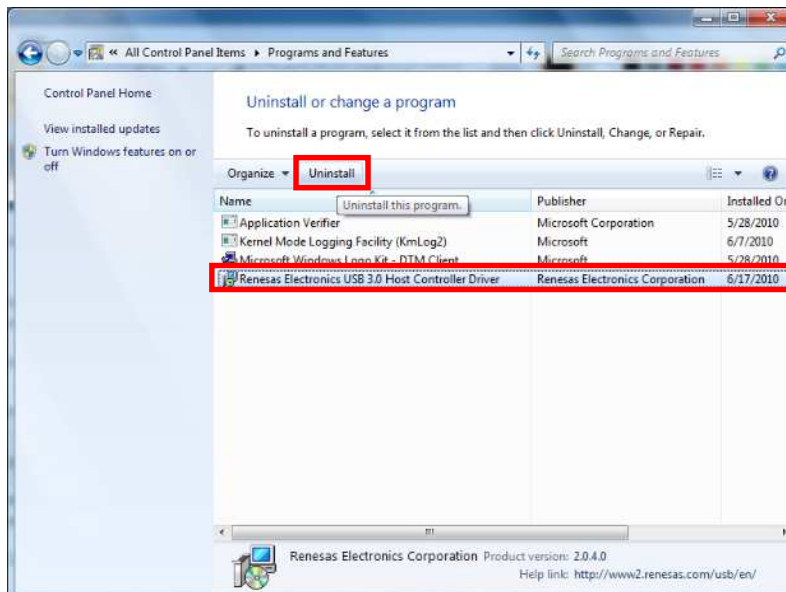 « All Control Panel Items ▸ Programs and Features
Search Programs and Features
Control Panel Home
View installed updates
Turn Windows features on or
off
Uninstall or change a program
To uninstall a program, select it from the list and then click Uninstall, Change, or Repair.
Organize
Uninstall
Name
Publisher
Installed On
Uninstall this program.
Application Verifier
Microsoft Corporation
5/28/2010
Kernel Mode Logging Facility (KmLog2)
Microsoft
6/7/2010
Microsoft Windows Logo Kit - DTM Client
Microsoft
5/28/2010
Renesas Electronics USB 3.0 Host Controller Driver
Renesas Electronics Corporation
6/17/2010
Renesas Electronics Corporation Product version: 2.0.4.0
Help link: http://www2.renesas.com/usb/en/